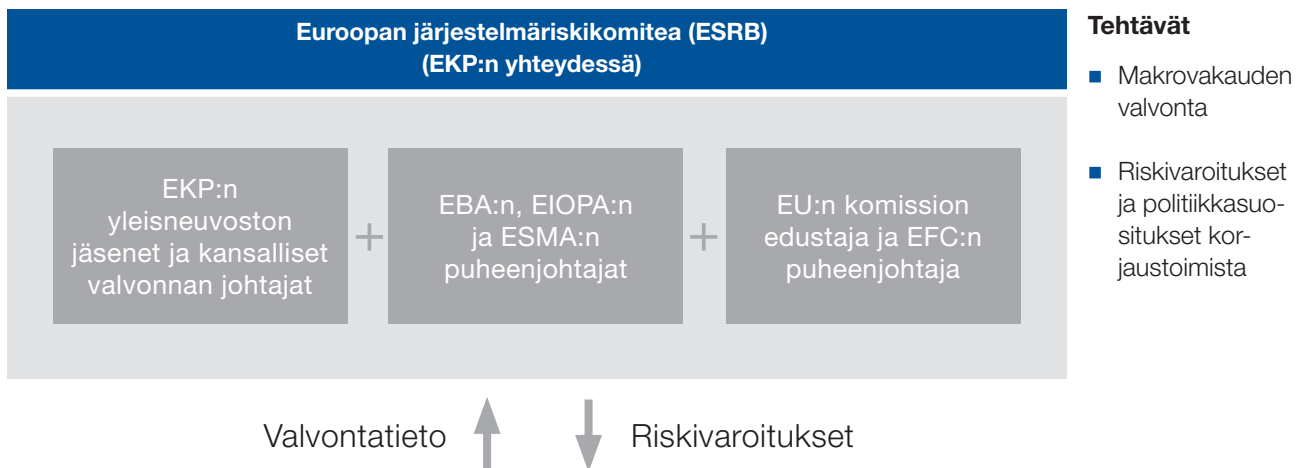 Euroopan järjestelmäriskikomitea (ESRB)
(EKP:n yhteydessä)
EKP:n
yleisneuvoston
jäsenet ja kansalliset
valvonnan johtajat
+
EBA:n, EIOPA:n
ja ESMA:n
puheenjohtajat
+
EU:n komission
edustaja ja EFC:n
puheenjohtaja
Tehtävät
Makrovakauden
valvonta
Riskivaroitukset
ja politiikkasuo-
situkset kor-
jaustoimista
Valvontatieto
Riskivaroitukset